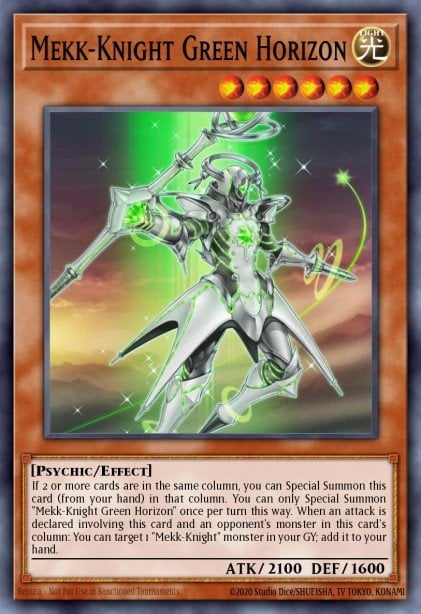 MEKK-KNIGHT GREEN HORIZON
LIGHT
光
[PSYCHIC/EFFECT]
If 2 or more cards are in the same column, you can Special Summon this
card (from your hand) in that column. You can only Special Summon
"Mekk-Knight Green Horizon" once per turn this way. When an attack is
declared involving this card and an opponent's monster in this card's
column: You can target 1 "Mekk-Knight" monster in your GY; add it to
your hand.
ATK/ 2100 DEF/1600
Replica - Not For Use in Sanctioned Tournaments
©2020 Studio Dice/SHUEISHA, TV TOKYO, KONAMI